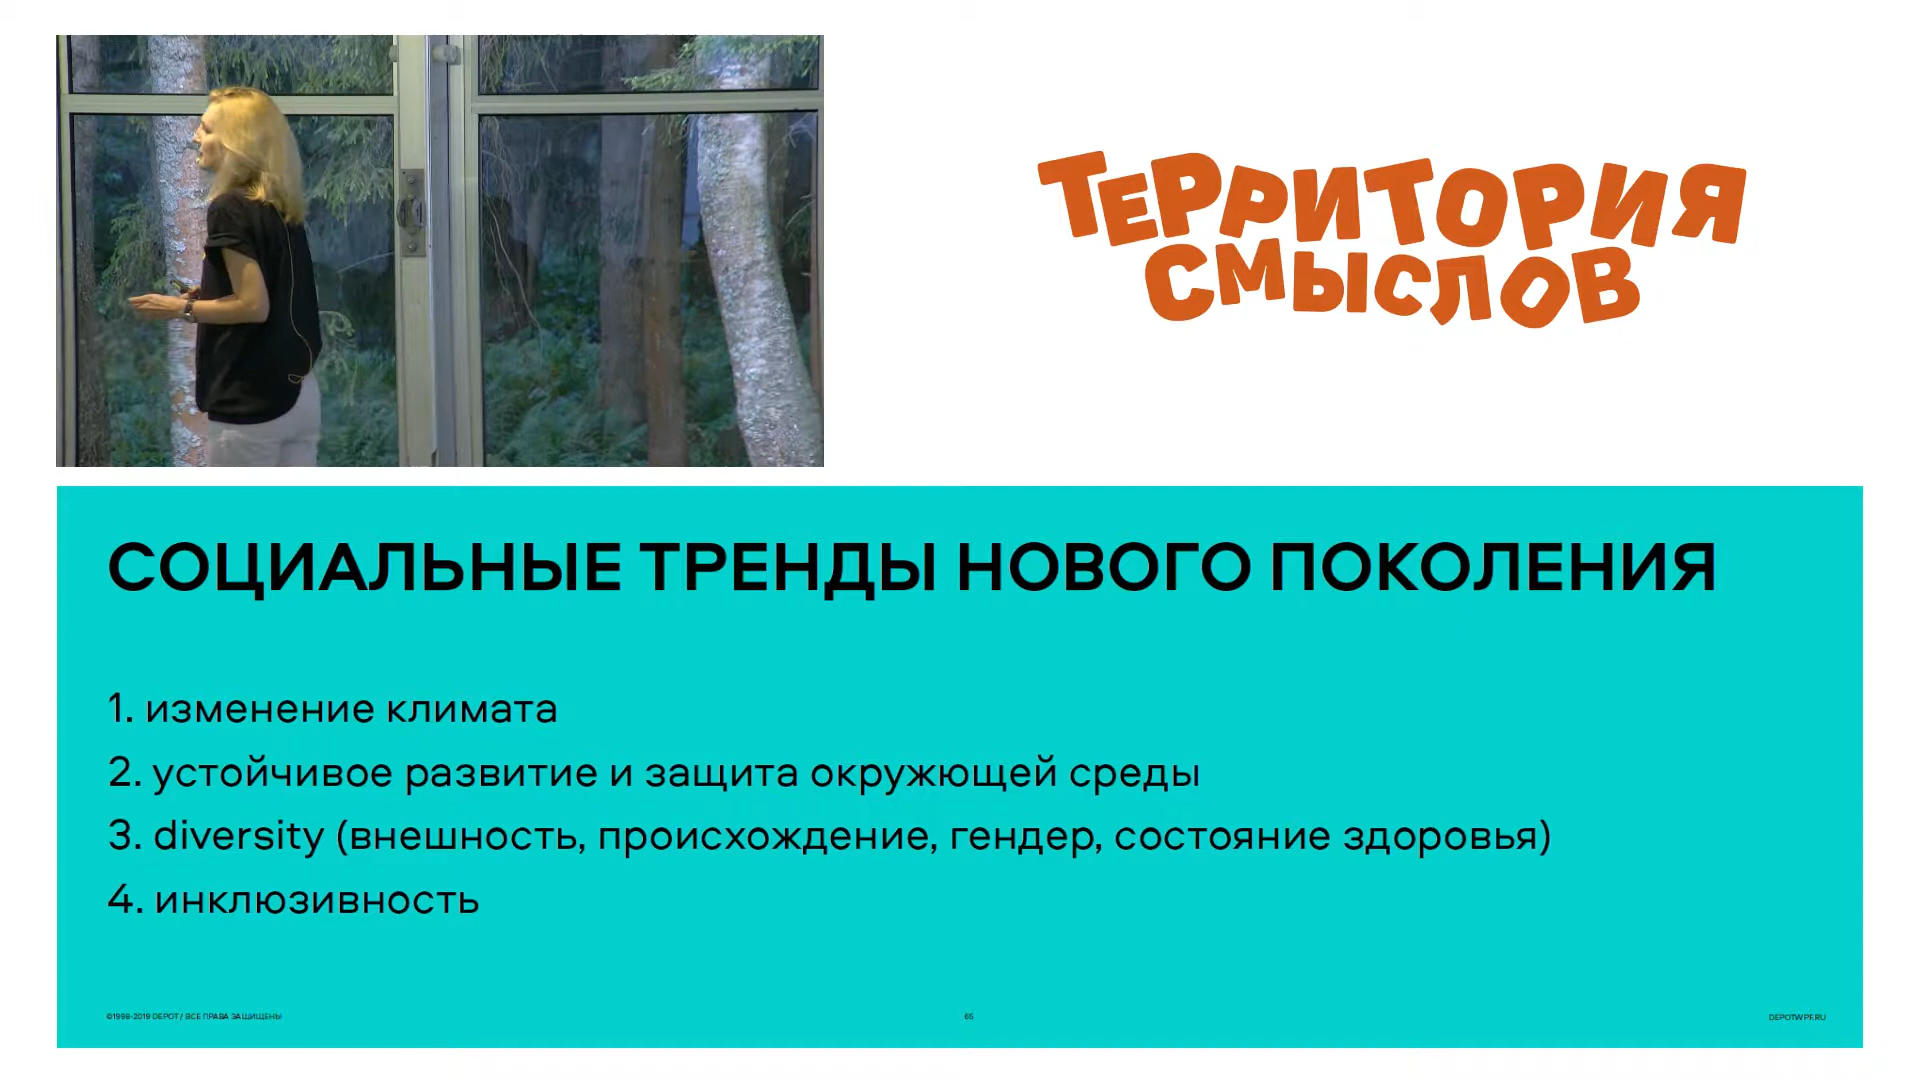 ТЕРРИТОРИЯ
СМЫСЛОВ
СОЦИАЛЬНЫЕ ТРЕНДЫ НОВОГО ПОКОЛЕНИЯ
1. изменение климата
2. устойчивое развитие и защита окружющей среды
3. diversity (внешность, происхождение, гендер, состояние здоровья)
4. инклюзивность
©1998-2019 DEPOT / ВСЕ ПРАВА ЗАЩИЩЕНЫ
65
DEPOTWPF.RU